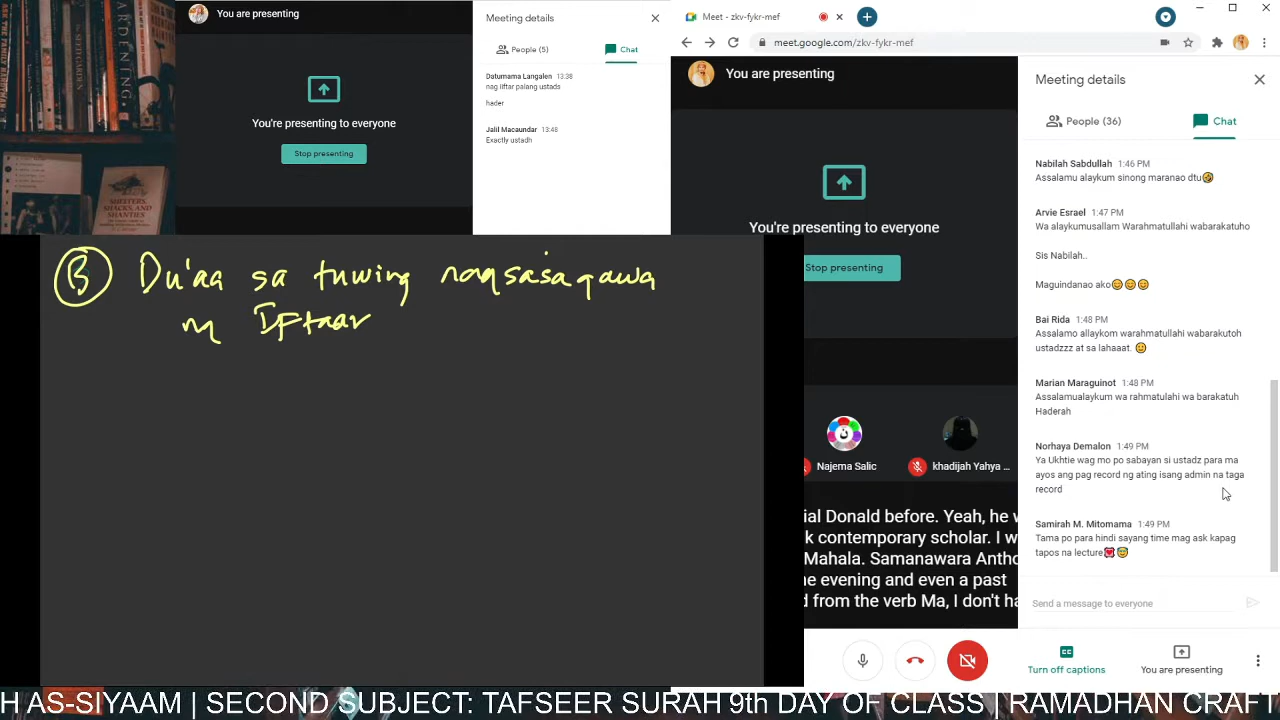 You are presenting
You're presenting to everyone
Stop presenting
Meeting details
People (5)
Chat
Datumama Langalen 13:38
nag iiftar palang ustads
hader
Jalil Macaundar 13:48
Exactly ustadh
B Du'aa sa tuwing nagsasagawa
ng Iftaar
Meet - zkv-fykr-mef
meet.google.com/zkv-fykr-mef
You are presenting
You're presenting to everyone
Stop presenting
Najema Salic
khadijah Yahya ...
ial Donald before. Yeah, he w
k contemporary scholar. I w
Mahala. Samanawara Antho
he evening and even a past
d from the verb Ma, I don't ha
Meeting details
People (36)
Chat
Nabilah Sabdullah 1:46 PM
Assalamu alaykum sinong maranao dtu🤣
Arvie Esrael 1:47 PM
Wa alaykumusallam Warahmatullahi wabarakatuho
Sis Nabilah..
Maguindanao ako😊😊😊
Bai Rida 1:48 PM
Assalamo allaykom warahmatullahi wabarakutoh
ustadzzz at sa lahaaat. 😊
Marian Maraguinot 1:48 PM
Assalamualaykum wa rahmatulahi wa barakatuh
Haderah
Norhaya Demalon 1:49 PM
Ya Ukhtie wag mo po sabayan si ustadz para ma
ayos ang pag record ng ating isang admin na taga
record
Samirah M. Mitomama 1:49 PM
Tama po para hindi sayang time mag ask kapag
tapos na lecture💓😇
Send a message to everyone
Turn off captions
You are presenting
HAS-SIYAAM | SECOND SUBJECT: TAFSEER SURAH 9th DAY OF CLASS | RAMADHAN CRAFT